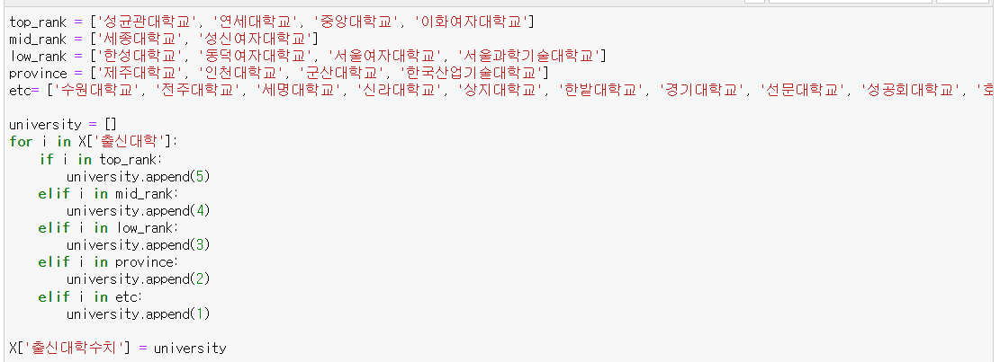 top_rank = ['성균관대학교', '연세대학교', '중앙대학교', '이화여자대학교']
mid_rank = ['세종대학교', '성신여자대학교']
low_rank = ['한성대학교', '동덕여자대학교', '서울여자대학교', '서울과학기술대학교']
province = ['제주대학교', '인천대학교', '군산대학교', '한국산업기술대학교']
etc= ['수원대학교', '전주대학교', '세명대학교', '신라대학교', '상지대학교', '한밭대학교', '경기대학교', '선문대학교', '성공회대학교', '호
university = []
for i in X['출신대학']:
    if i in top_rank:
        university.append(5)
    elif i in mid_rank:
        university.append(4)
    elif i in low_rank:
        university.append(3)
    elif i in province:
        university.append(2)
    elif i in etc:
        university.append(1)
X['출신대학수치'] = university